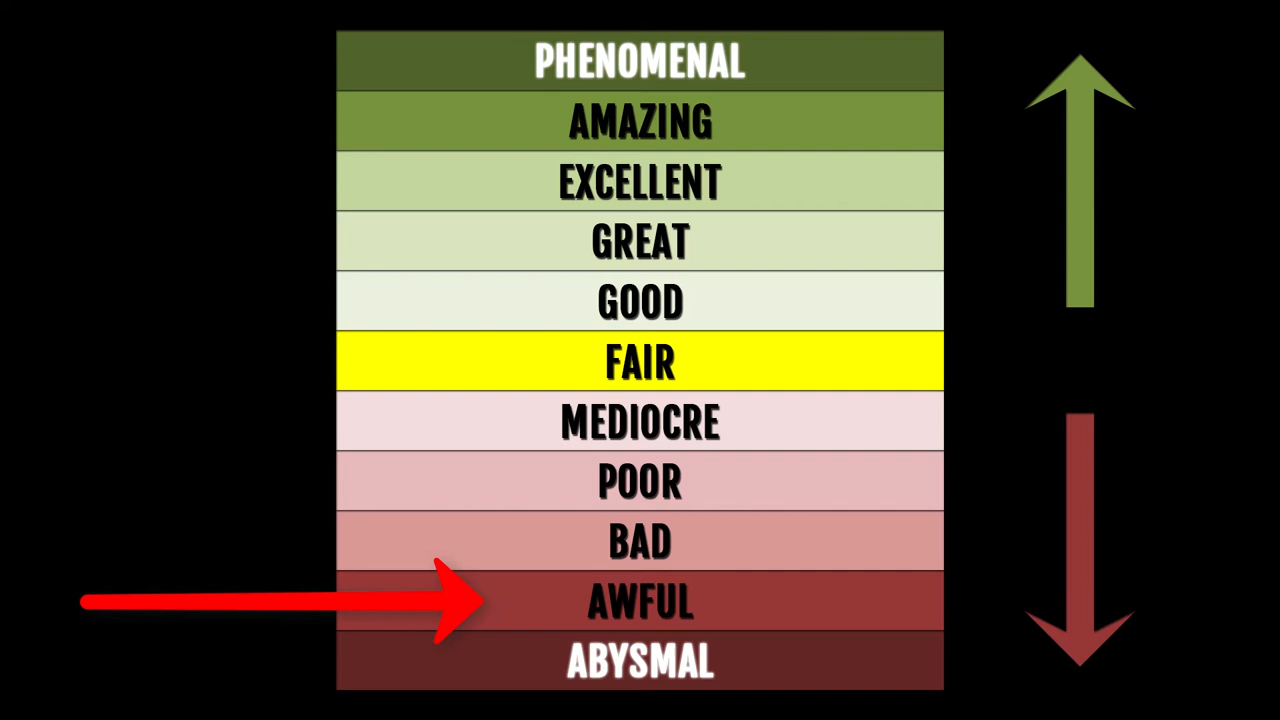 PHENOMENAL
AMAZING
EXCELLENT
GREAT
GOOD
FAIR
MEDIOCRE
POOR
BAD
AWFUL
ABYSMAL